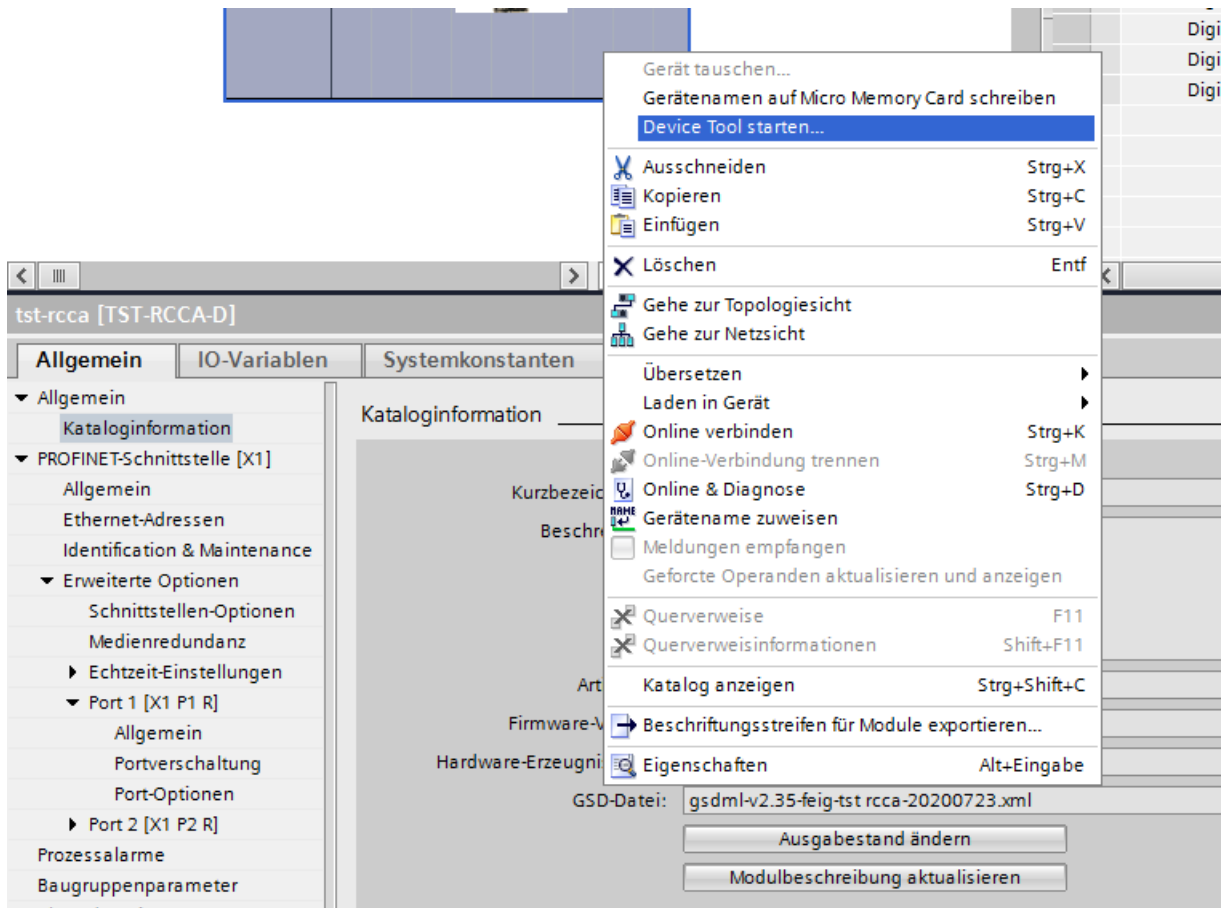 Digi
Digi
Digi
Gerät tauschen...
Gerätenamen auf Micro Memory Card schreiben
Device Tool starten...
Ausschneiden Strg+X
Kopieren Strg+C
Einfügen Strg+V
Löschen Entf
Gehe zur Topologiesicht
Gehe zur Netzsicht
Übersetzen
Laden in Gerät
Online verbinden Strg+K
Online-Verbindung trennen Strg+M
Online & Diagnose Strg+D
NAME
Gerätename zuweisen
Meldungen empfangen
Geforcte Operanden aktualisieren und anzeigen
Querverweise F11
Querverweisinformationen Shift+F11
Katalog anzeigen Strg+Shift+C
Beschriftungsstreifen für Module exportieren...
Eigenschaften Alt+Eingabe
tst-rcca [TST-RCCA-D]
Allgemein IO-Variablen Systemkonstanten
Allgemein
Kataloginformation
PROFINET-Schnittstelle [X1]
Allgemein
Ethernet-Adressen
Identification & Maintenance
Erweiterte Optionen
Schnittstellen-Optionen
Medienredundanz
Echtzeit-Einstellungen
Port 1 [X1 P1 R]
Allgemein
Portverschaltung
Port-Optionen
Port 2 [X1 P2 R]
Prozessalarme
Baugruppenparameter
Kataloginformation
Kurzbezeic
Beschre
Art
Firmware-V
Hardware-Erzeugni
GSD-Datei: gsdml-v2.35-feig-tst rcca-20200723.xml
Ausgabestand ändern
Modulbeschreibung aktualisieren